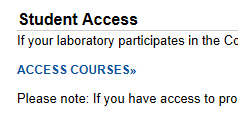 Student Access
If your laboratory participates in the Co
ACCESS COURSES»
Please note: If you have access to pro